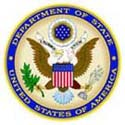 DEPARTMENT OF STATE
UNITED STATES OF AMERICA